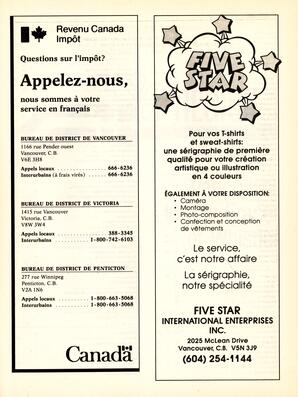 Revenu Canada
Impôt
Questions sur l'impôt?
Appelez-nous,
nous sommes à votre
service en français
BUREAU DE DISTRICT DE VANCOUVER
1166 rue Pender ouest
Vancouver, C.B.
V6E 3H8
Appels locaux . . . . . . . . . . 666-6236
Interurbains (à frais virés) . . . . . 666-6236
BUREAU DE DISTRICT DE VICTORIA
1415 rue Vancouver
Victoria, C.B.
V8W 3W4
Appels locaux . . . . . . . . . . 388-3345
Interurbains . . . . . . . . 1-800-742-6103
BUREAU DE DISTRICT DE PENTICTON
277 rue Winnipeg
Penticton, C.B.
V2A 1N6
Appels locaux . . . . . . . . 1-800-663-5068
Interurbains . . . . . . . . 1-800-663-5068
Canada
FIVE
STAR
Pour vos T-shirts
et sweat-shirts:
une sérigraphie de première
qualité pour votre création
artistique ou illustration
en 4 couleurs
ÉGALEMENT À VOTRE DISPOSITION:
• Caméra
• Montage
• Photo-composition
• Confection et conception
de vêtements
Le service,
c'est notre affaire
La sérigraphie,
notre spécialité
FIVE STAR
INTERNATIONAL ENTERPRISES
INC.
2025 McLean Drive
Vancouver, C.B. V5N 3J9
(604) 254-1144